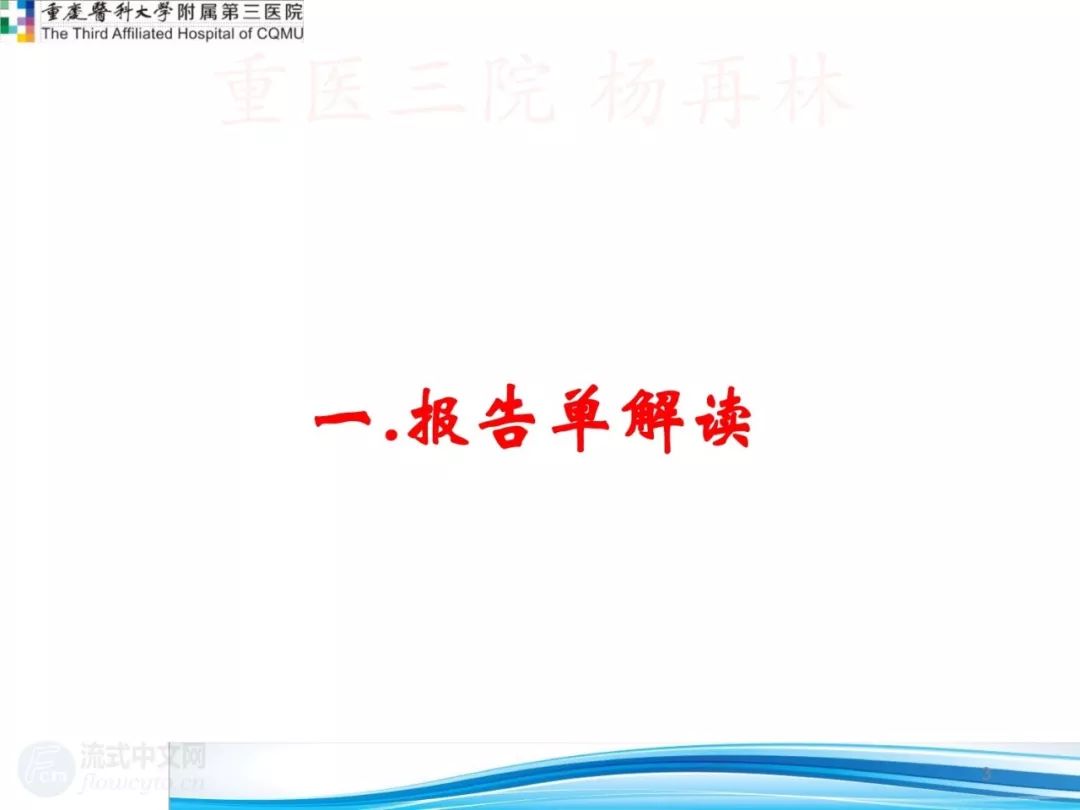 重慶醫科大學附属第三医院
The Third Affiliated Hospital of CQMU
重医三院 杨再林
一.报告单解读
流式中文网
flowcyto.cn
3